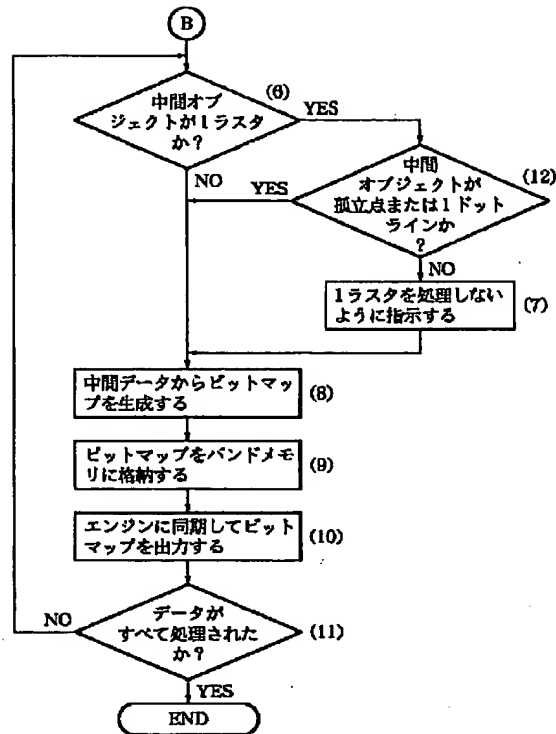 B
中間オブ
ジェクトが1ラスタ
か?
(6)
YES
NO
中間
オブジェクトが
孤立点または1ドット
ラインか
?
(12)
YES
NO
1ラスタを処理しない
ように指示する
(7)
中間データからビットマッ
プを生成する
(8)
ビットマップをバンドメモ
リに格納する
(9)
エンジンに同期してビット
マップを出力する
(10)
データが
すべて処理された
か?
(11)
NO
YES
END